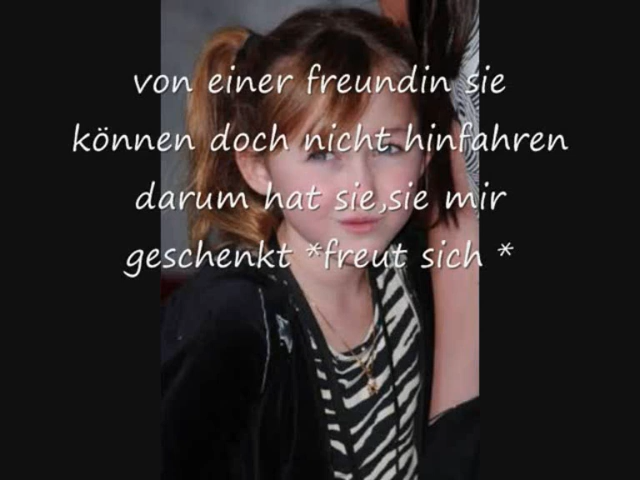 von einer freundin sie
können doch nicht hinfahren
darum hat sie,sie mir
geschenkt *freut sich *